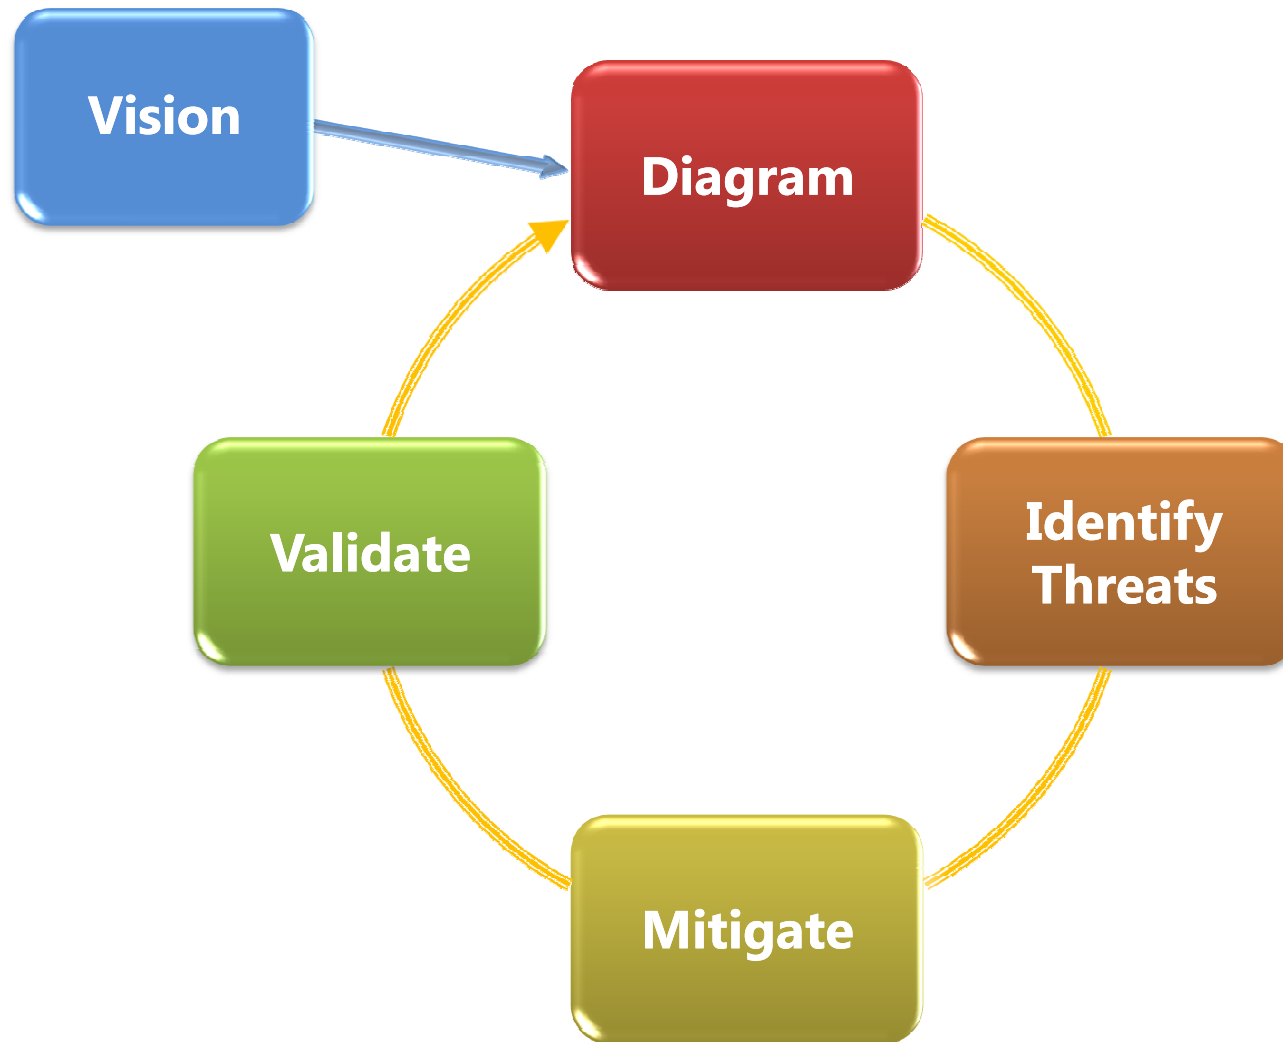 Vision
Diagram
Identify
Threats
Mitigate
Validate